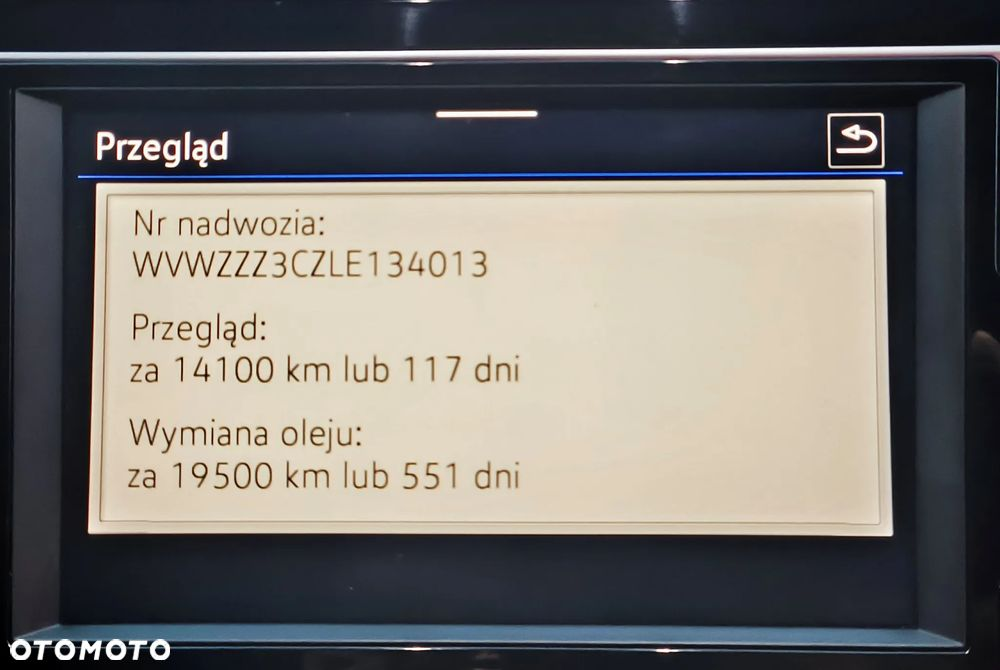 Przegląd
Nr nadwozia:
WVWZZZ3CZLE134013
Przegląd:
za 14100 km lub 117 dni
Wymiana oleju:
za 19500 km lub 551 dni
OTOMOTO